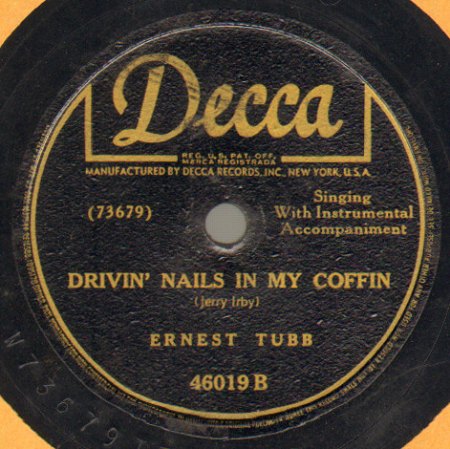 Decca
REG. U.S. PAT. OFF.
MARCA REGISTRADA
MANUFACTURED BY DECCA RECORDS, INC., NEW YORK, U.S.A.
(73679)
Singing
With Instrumental
Accompaniment
DRIVIN' NAILS IN MY COFFIN
(Jerry Irby)
ERNEST TUBB
46019 B